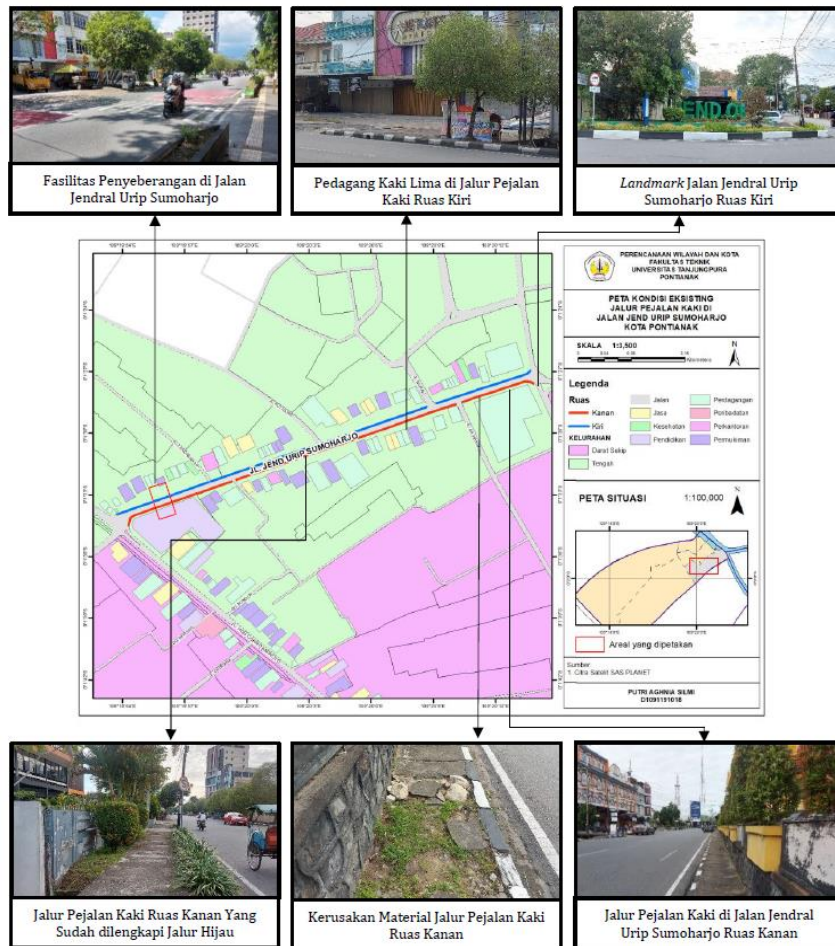 END.O
Fasilitas Penyeberangan di Jalan
Jendral Urip Sumoharjo
Pedagang Kaki Lima di Jalur Pejalan
Kaki Ruas Kiri
Landmark Jalan Jendral Urip
Sumoharjo Ruas Kiri
JL. JEND URIP SUMOHARJO
PERENCANAAN WILAYAH DAN KOTA
FAKULTAS TEKNIK
UNIVERSITAS TANJUNGPURA
PONTIANAK
PETA KONDISI EKSISTING
JALUR PEJALAN KAKI DI
JALAN JEND URIP SUMOHARJO
KOTA PONTIANAK
SKALA 1:3,500
N
Legenda
Ruas
Kanan
Kiri
KELURAHAN
Darat Sekip
Tengah
Jalan
Jasa
Kesehatan
Pendidikan
Perdagangan
Peribadatan
Perkantoran
Permukiman
PETA SITUASI 1:100,000
N
Areal yang dipetakan
Sumber
1. Citra Satelit SAS PLANET
PUTRI AGHNIA SILMI
D1091191018
Jalur Pejalan Kaki Ruas Kanan Yang
Sudah dilengkapi Jalur Hijau
Kerusakan Material Jalur Pejalan Kaki
Ruas Kanan
Jalur Pejalan Kaki di Jalan Jendral
Urip Sumoharjo Ruas Kanan